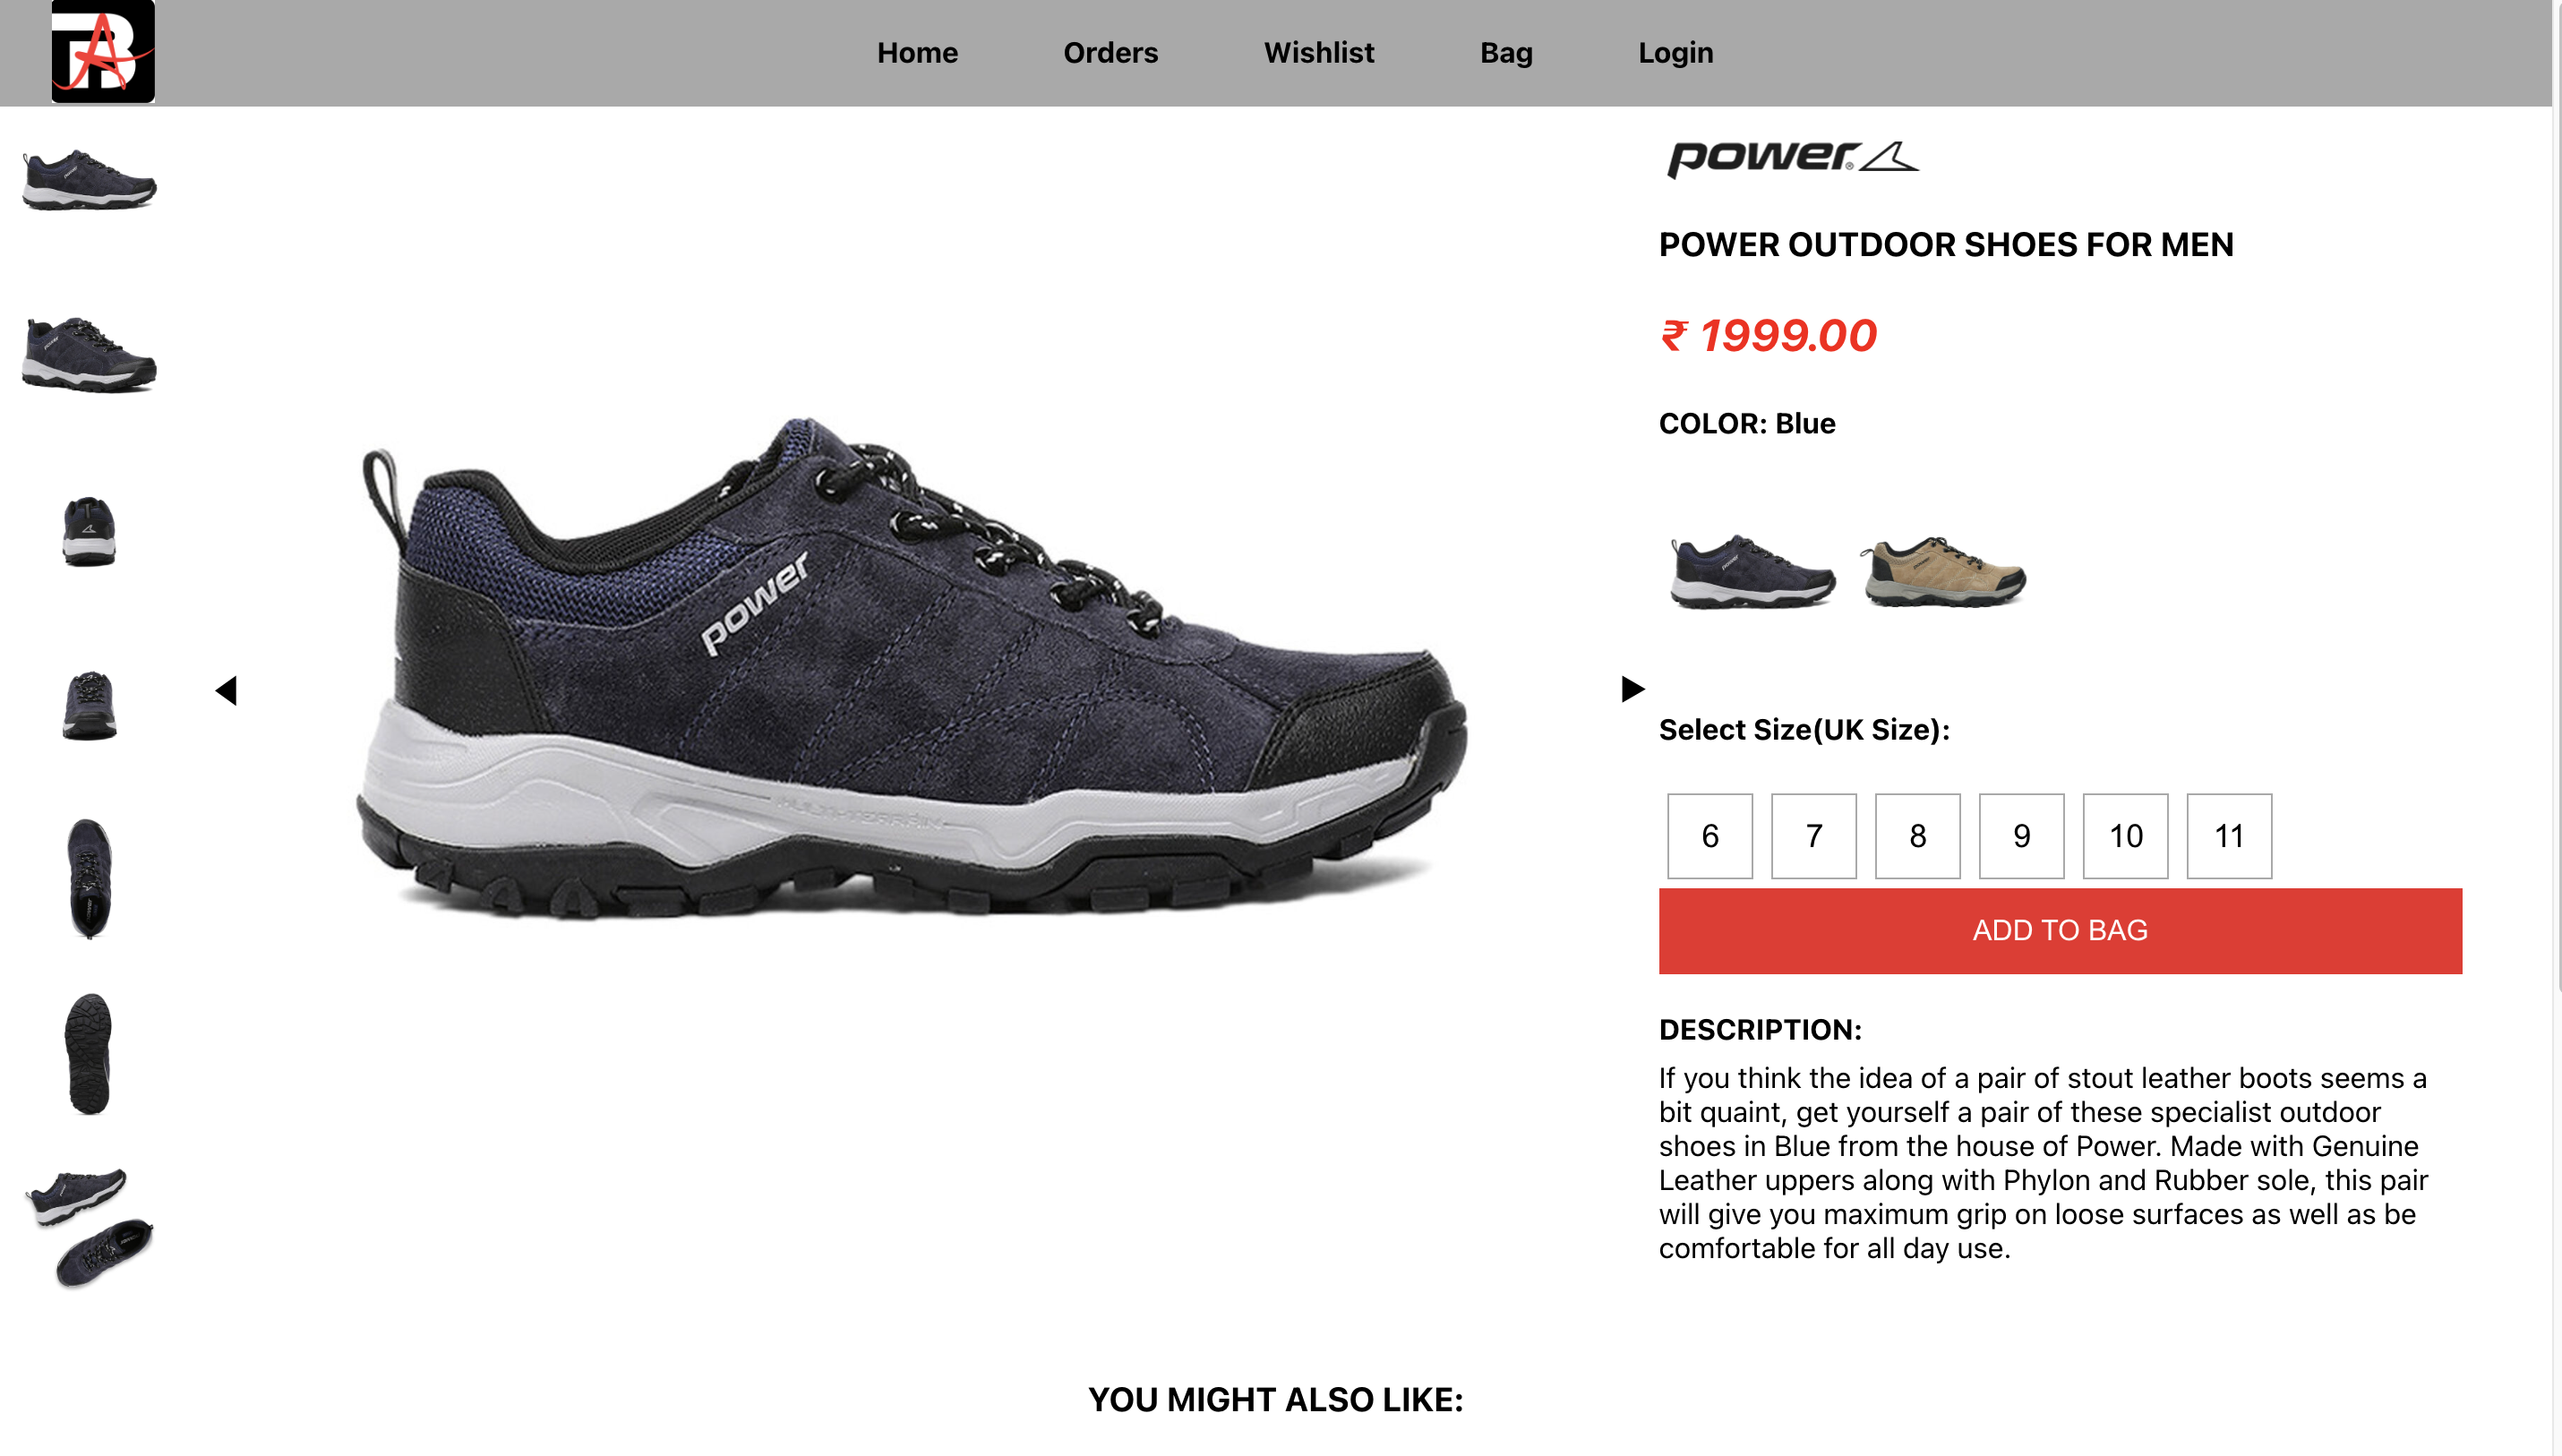 Home Orders Wishlist Bag Login
power
POWER OUTDOOR SHOES FOR MEN
₹ 1999.00
COLOR: Blue
power
MULTI-TERRAIN
Select Size(UK Size):
6 7 8 9 10 11
ADD TO BAG
DESCRIPTION:
If you think the idea of a pair of stout leather boots seems a
bit quaint, get yourself a pair of these specialist outdoor
shoes in Blue from the house of Power. Made with Genuine
Leather uppers along with Phylon and Rubber sole, this pair
will give you maximum grip on loose surfaces as well as be
comfortable for all day use.
YOU MIGHT ALSO LIKE: